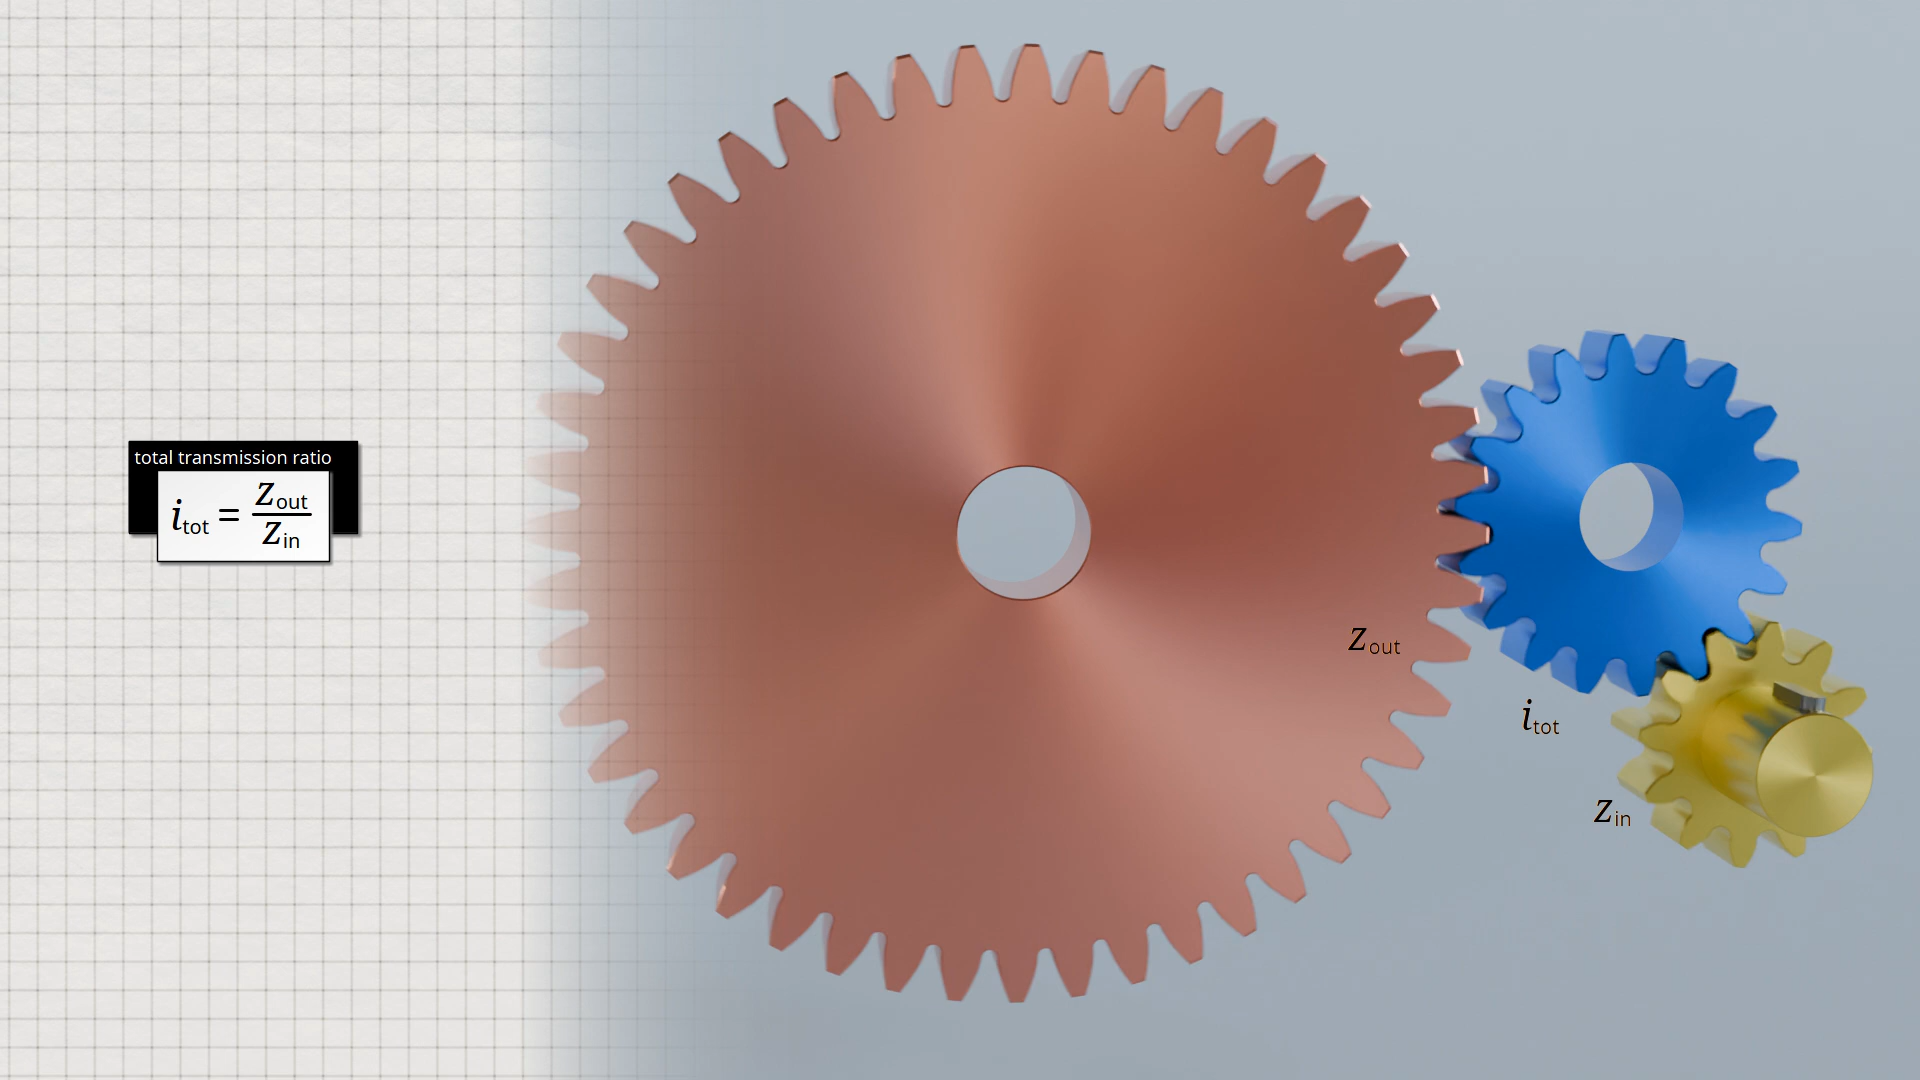 total transmission ratio
i_tot = z_out / z_in
z_out
i_tot
z_in